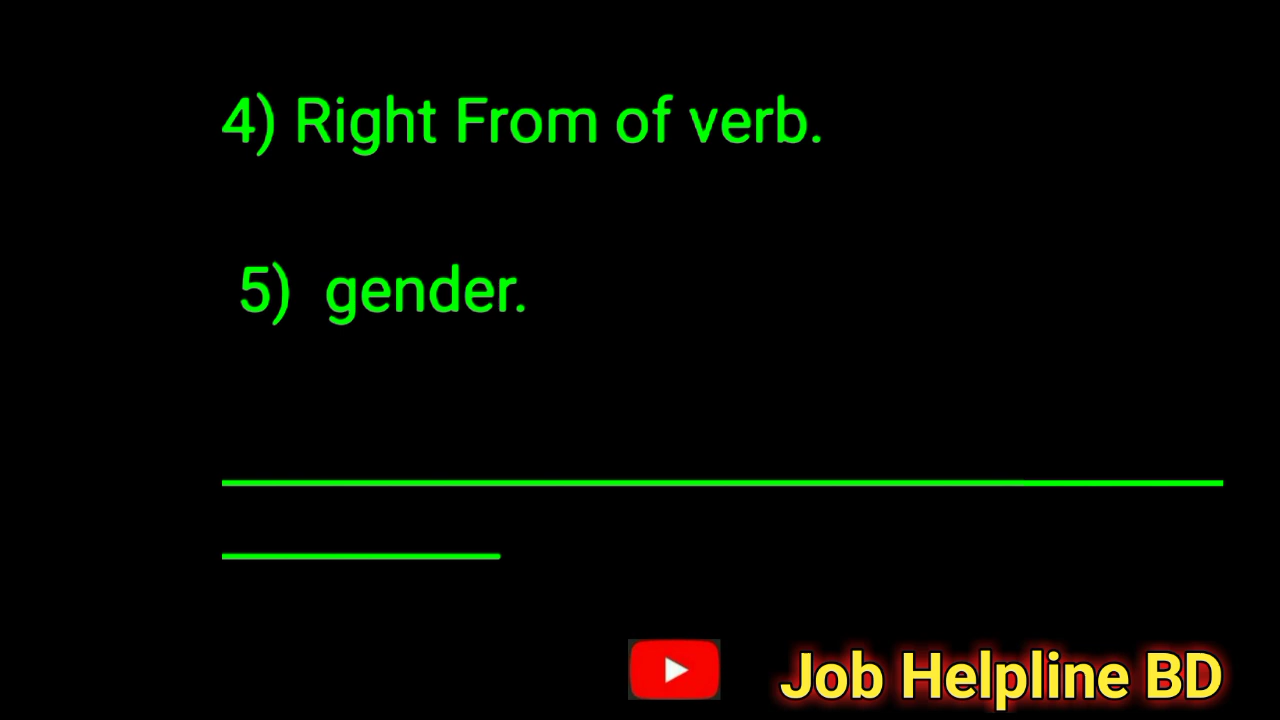 4) Right From of verb.
5) gender.
Job Helpline BD